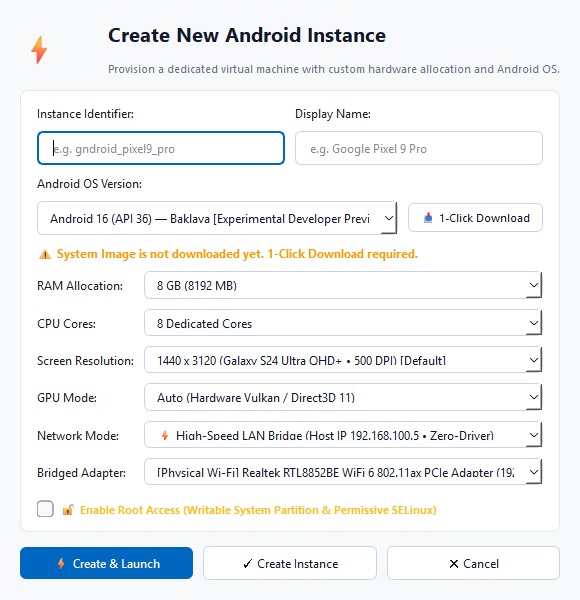 Create New Android Instance
Provision a dedicated virtual machine with custom hardware allocation and Android OS.
Instance Identifier: Display Name:
e.g. gndroid_pixel9_pro e.g. Google Pixel 9 Pro
Android OS Version:
Android 16 (API 36) — Baklava [Experimental Developer Previ 1-Click Download
System Image is not downloaded yet. 1-Click Download required.
RAM Allocation: 8 GB (8192 MB)
CPU Cores: 8 Dedicated Cores
Screen Resolution: 1440 x 3120 (Galaxy S24 Ultra QHD+ • 500 DPI) [Default]
GPU Mode: Auto (Hardware Vulkan / Direct3D 11)
Network Mode: High-Speed LAN Bridge (Host IP 192.168.100.5 • Zero-Driver)
Bridged Adapter: [Physical Wi-Fi] Realtek RTL8852BE WiFi 6 802.11ax PCIe Adapter (192
Enable Root Access (Writable System Partition & Permissive SELinux)
Create & Launch ✓ Create Instance ✕ Cancel